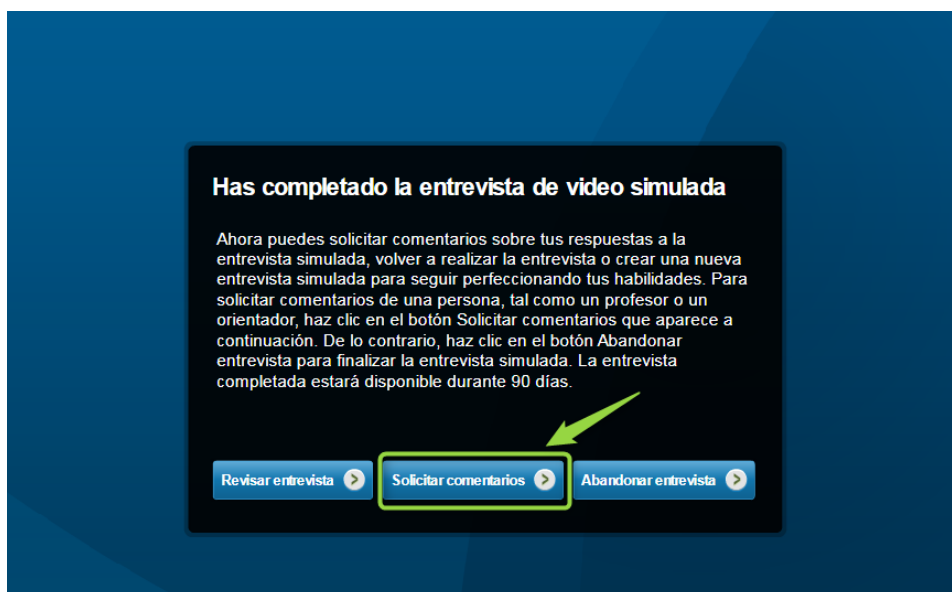 Has completado la entrevista de video simulada
Ahora puedes solicitar comentarios sobre tus respuestas a la
entrevista simulada, volver a realizar la entrevista o crear una nueva
entrevista simulada para seguir perfeccionando tus habilidades. Para
solicitar comentarios de una persona, tal como un profesor o un
orientador, haz clic en el botón Solicitar comentarios que aparece a
continuación. De lo contrario, haz clic en el botón Abandonar
entrevista para finalizar la entrevista simulada. La entrevista
completada estará disponible durante 90 días.
Revisar entrevista
Solicitar comentarios
Abandonar entrevista